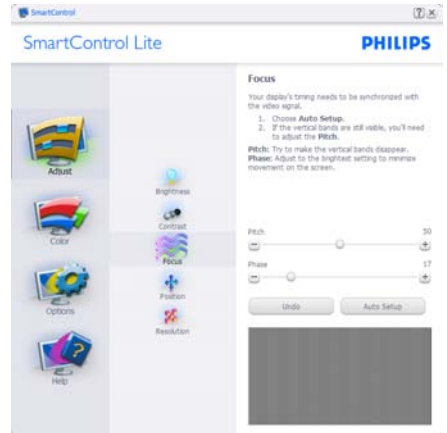 SmartControl
SmartControl Lite
PHILIPS
Adjust
Color
Options
Help
Brightness
Contrast
Focus
Position
Resolution
Focus
Your display's timing needs to be synchronized with
the video signal.
1. Choose Auto Setup.
2. If the vertical bands are still visible, you'll need
to adjust the Pitch.
Pitch: Try to make the vertical bands disappear.
Phase: Adjust to the brightest setting to minimize
movement on the screen.
Pitch 50
Phase 17
Undo Auto Setup